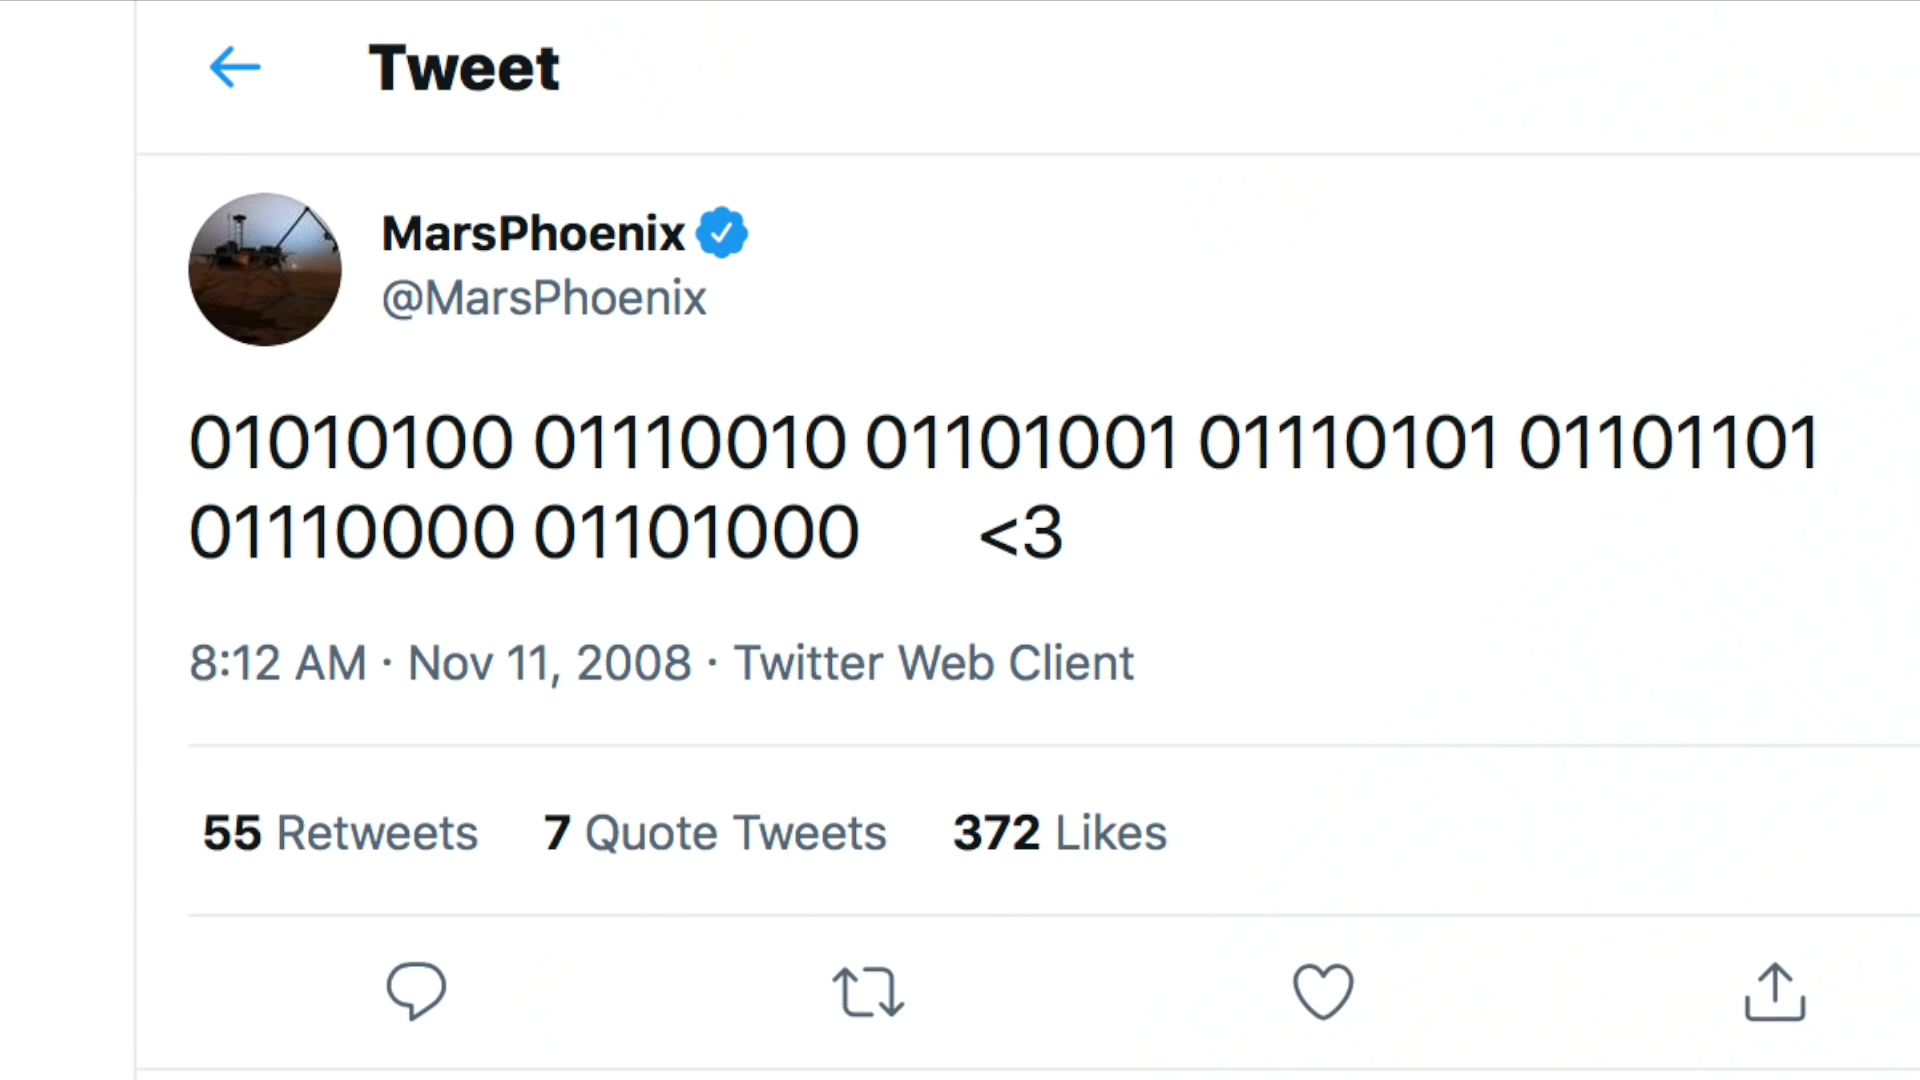 Tweet
MarsPhoenix
@MarsPhoenix
01010100 01110010 01101001 01110101 01101101
01110000 01101000 <3
8:12 AM · Nov 11, 2008 · Twitter Web Client
55 Retweets 7 Quote Tweets 372 Likes